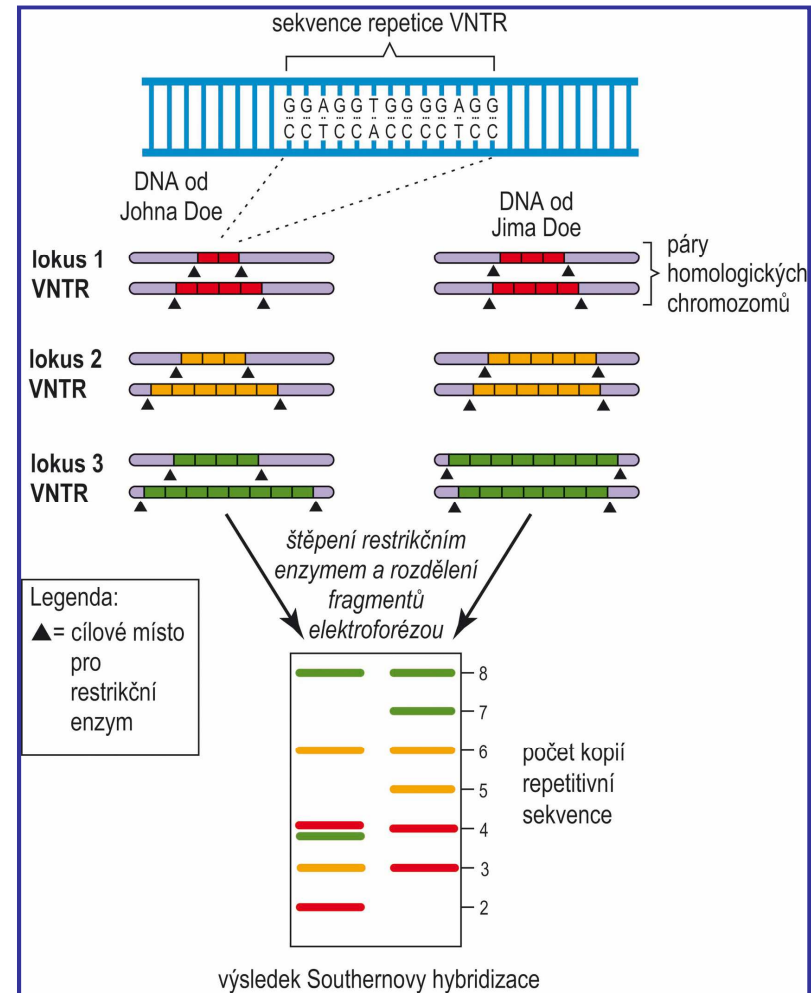 sekvence repetice VNTR
G G A G G T G G G G A G G
C C T C C A C C C C T C C
DNA od
Johna Doe
DNA od
Jima Doe
lokus 1
VNTR
páry
homologických
chromozomů
lokus 2
VNTR
lokus 3
VNTR
štěpení restrikčním
enzymem a rozdělení
fragmentů
elektroforézou
Legenda:
▲= cílové místo
pro
restrikční
enzym
8
7
6
5
4
3
2
počet kopií
repetitivní
sekvence
výsledek Southernovy hybridizace